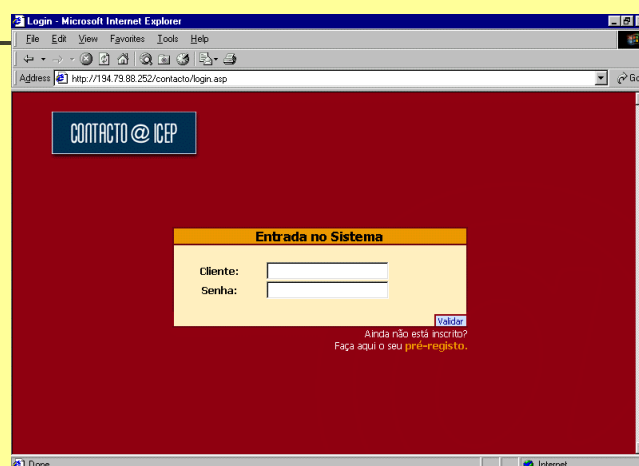 Login - Microsoft Internet Explorer
File Edit View Favorites Tools Help
Address http://194.79.88.252/contacto/login.asp Go
CONTACTO @ ICEP
Entrada no Sistema
Cliente:
Senha:
Validar
Ainda não está inscrito?
Faça aqui o seu pré-registo.
Done Internet